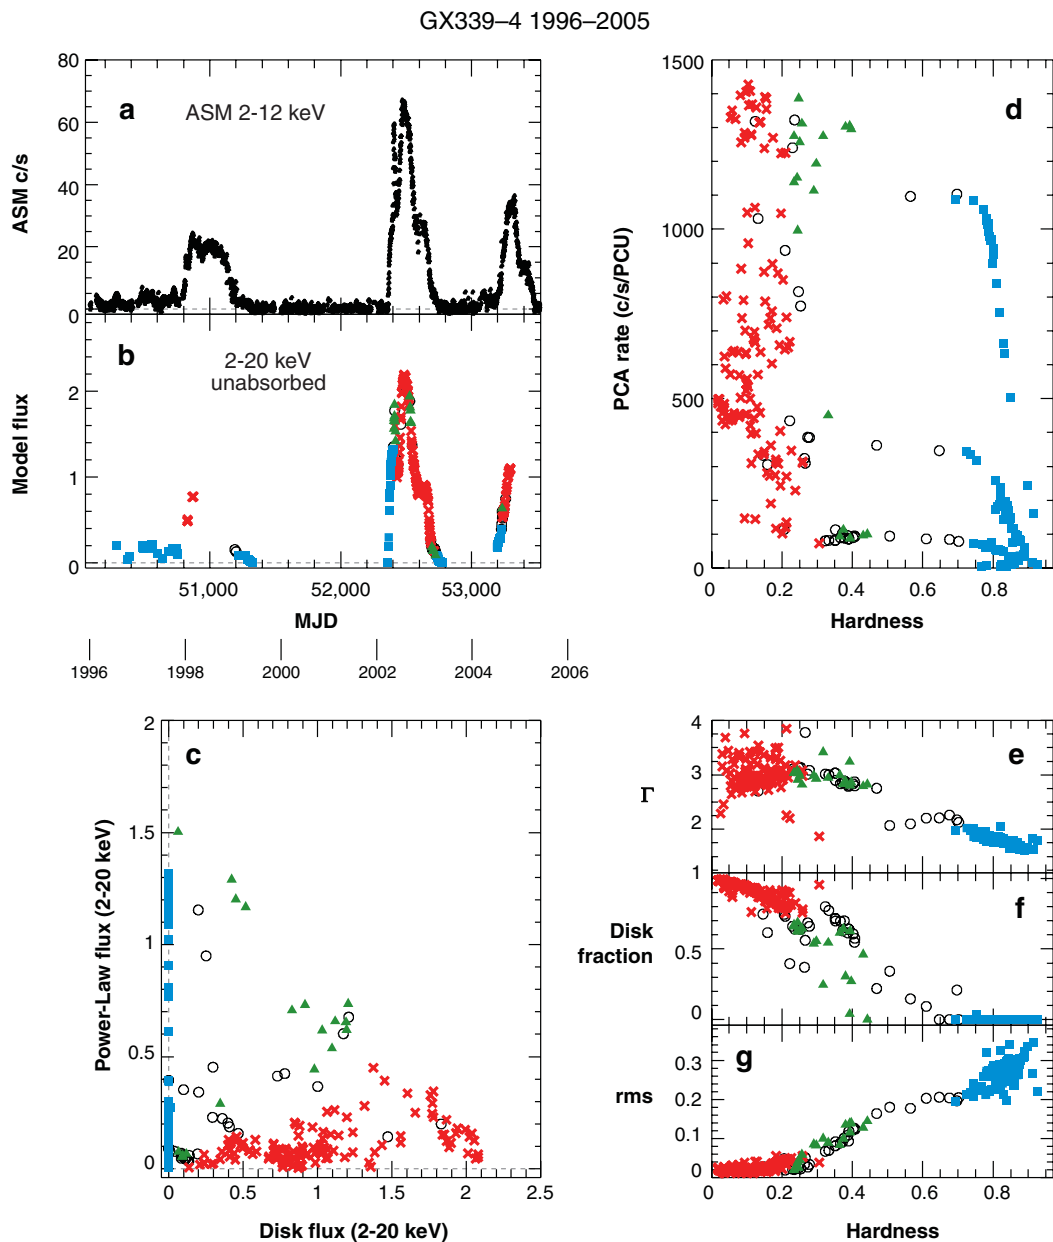 GX339–4 1996–2005
80
60
40
20
0
ASM c/s
a
ASM 2-12 keV
2
1
0
Model flux
b
2-20 keV
unabsorbed
51,000
52,000
53,000
MJD
1996
1998
2000
2002
2004
2006
1500
1000
500
0
PCA rate (c/s/PCU)
d
0
0.2
0.4
0.6
0.8
Hardness
2
1.5
1
0.5
0
Power-Law flux (2-20 keV)
c
0
0.5
1
1.5
2
2.5
Disk flux (2-20 keV)
4
3
2
1
Γ
e
0.5
0
Disk
fraction
f
0.3
0.2
0.1
0
rms
g
0
0.2
0.4
0.6
0.8
Hardness